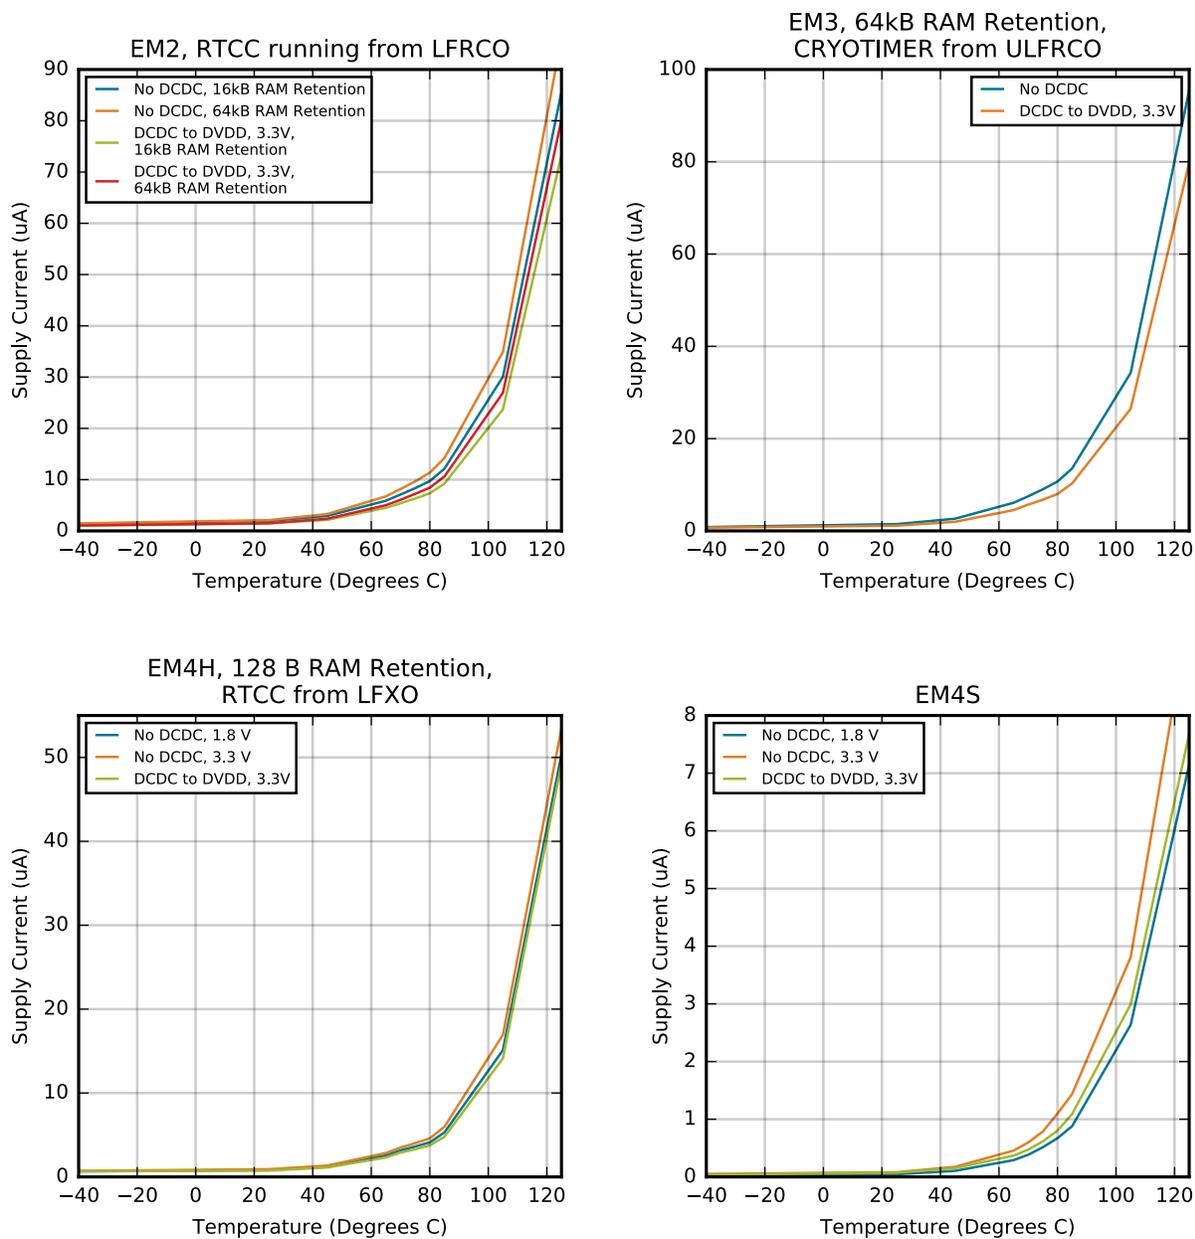 EM2, RTCC running from LFRCO
90
80
70
60
50
40
30
20
10
0
Supply Current (uA)
No DCDC, 16kB RAM Retention
No DCDC, 64kB RAM Retention
DCDC to DVDD, 3.3V,
16kB RAM Retention
DCDC to DVDD, 3.3V,
64kB RAM Retention
−40 −20 0 20 40 60 80 100 120
Temperature (Degrees C)
EM3, 64kB RAM Retention,
CRYOTIMER from ULFRCO
100
80
60
40
20
0
Supply Current (uA)
No DCDC
DCDC to DVDD, 3.3V
−40 −20 0 20 40 60 80 100 120
Temperature (Degrees C)
EM4H, 128 B RAM Retention,
RTCC from LFXO
50
40
30
20
10
0
Supply Current (uA)
No DCDC, 1.8 V
No DCDC, 3.3 V
DCDC to DVDD, 3.3V
−40 −20 0 20 40 60 80 100 120
Temperature (Degrees C)
EM4S
8
7
6
5
4
3
2
1
0
Supply Current (uA)
No DCDC, 1.8 V
No DCDC, 3.3 V
DCDC to DVDD, 3.3V
−40 −20 0 20 40 60 80 100 120
Temperature (Degrees C)